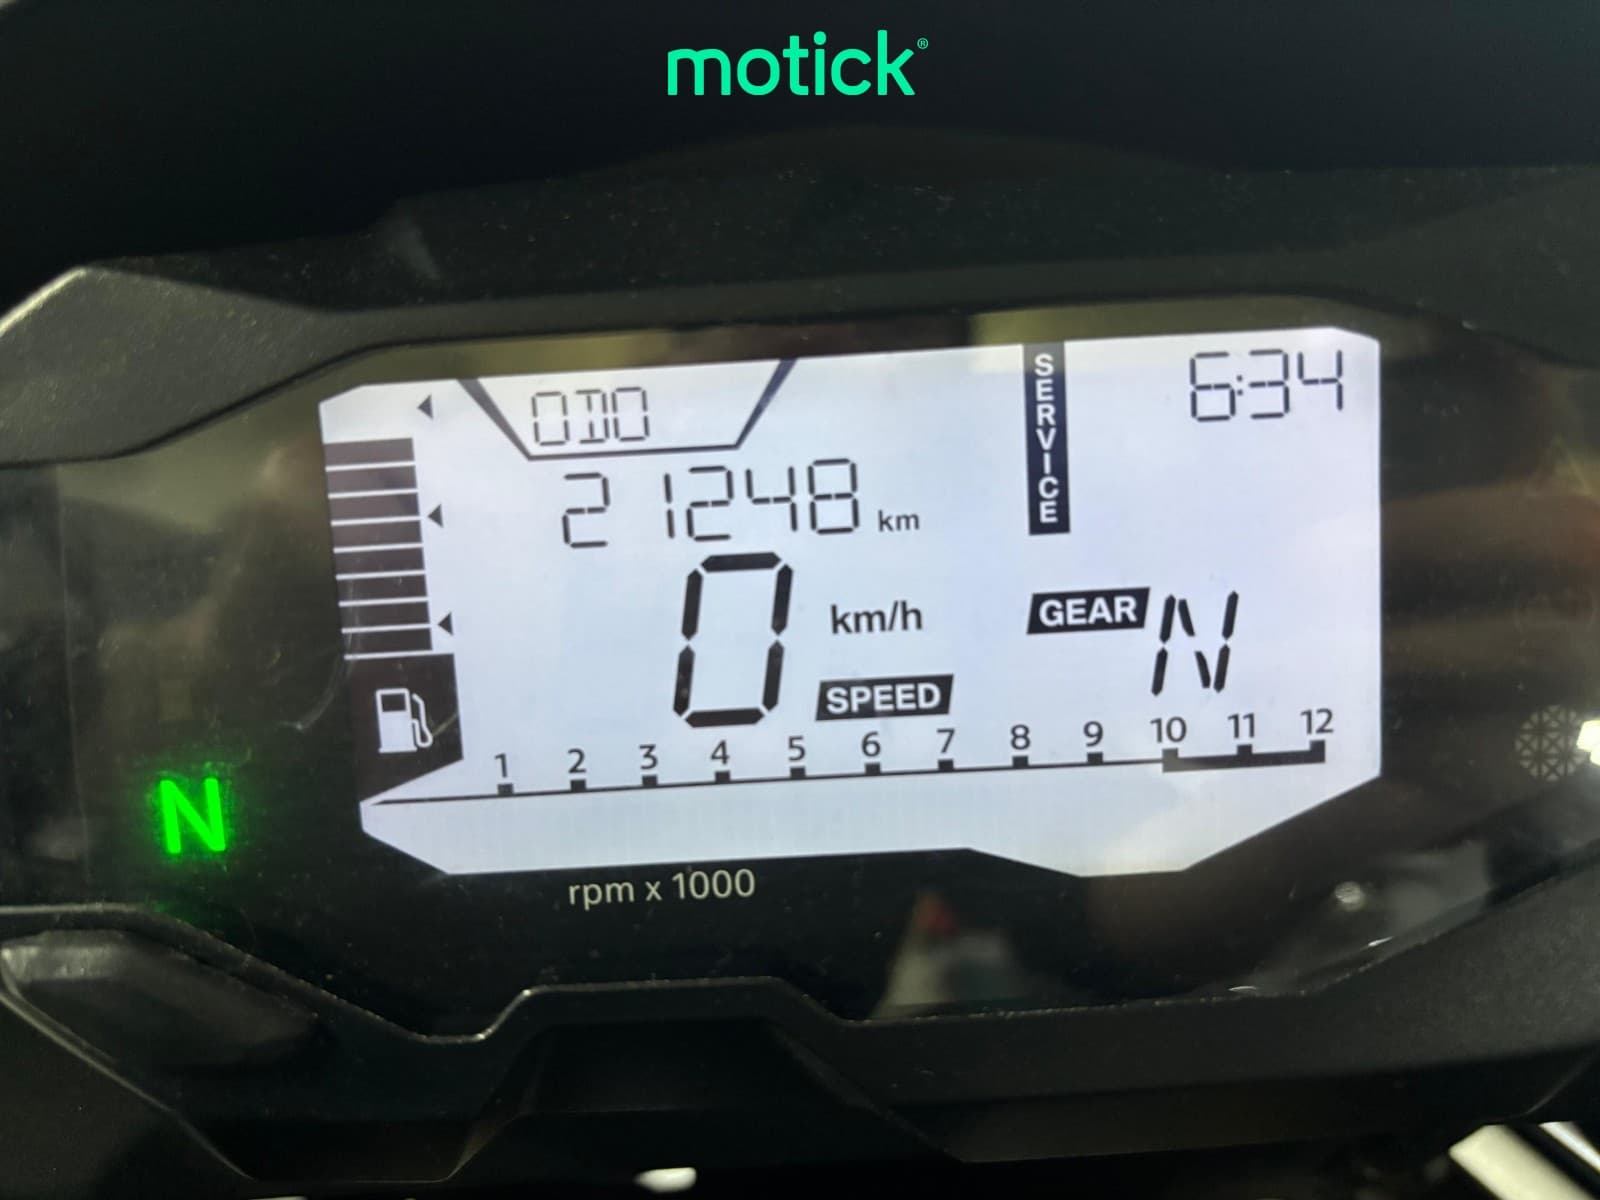 motick®
ODO
SERVICE
6:34
21248 km
0 km/h
SPEED
GEAR N
1 2 3 4 5 6 7 8 9 10 11 12
N
rpm x 1000